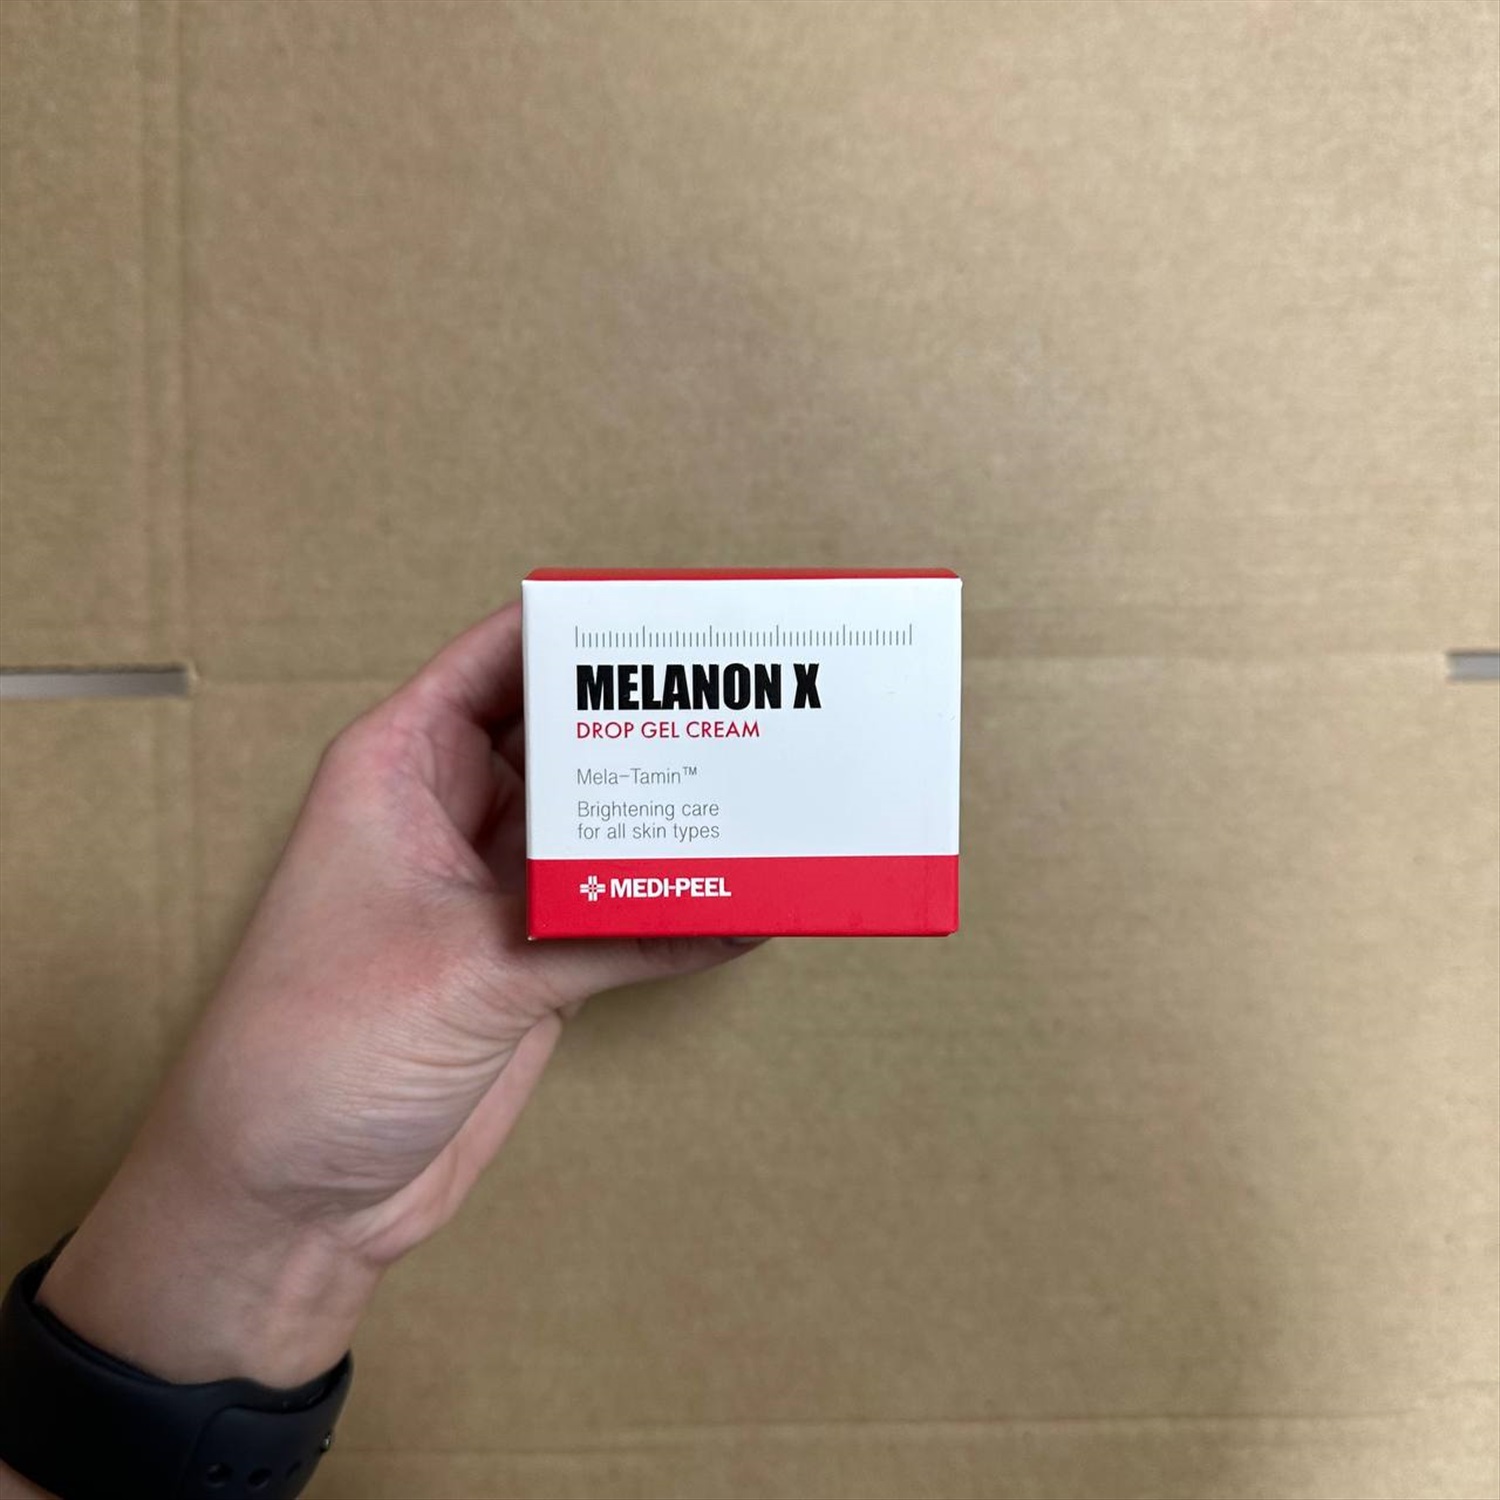 MELANON X
DROP GEL CREAM
Mela-Tamin™
Brightening care
for all skin types
MEDI-PEEL